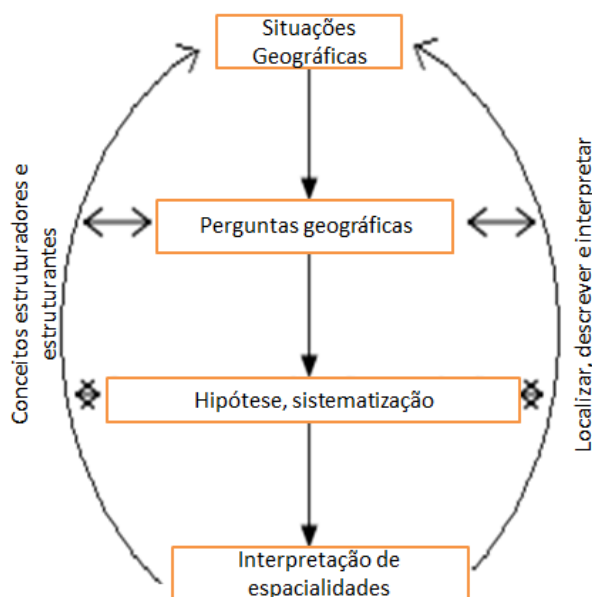 Situações
Geográficas
Conceitos estruturadores e
estruturantes
Localizar, descrever e interpretar
Perguntas geográficas
Hipótese, sistematização
Interpretação de
espacialidades